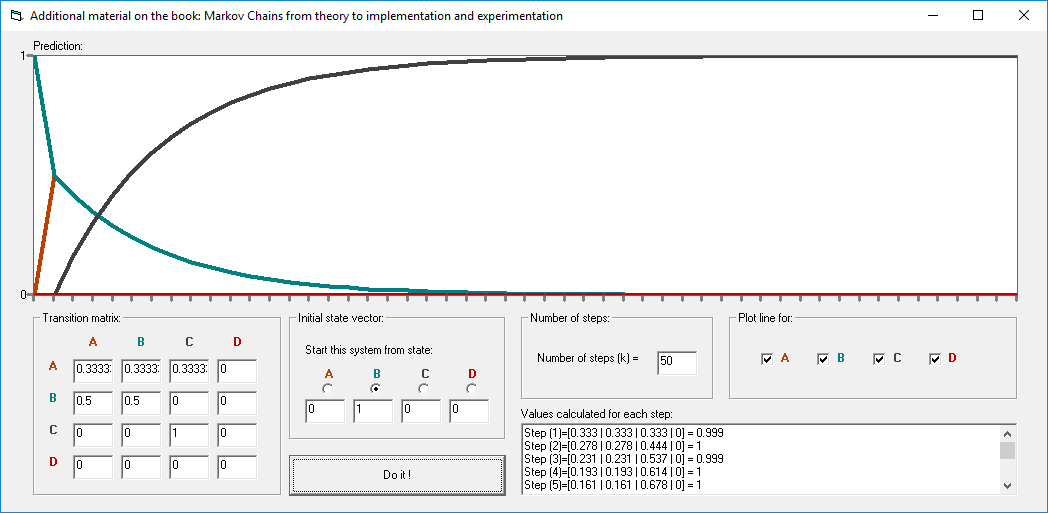 Additional material on the book: Markov Chains from theory to implementation and experimentation
Prediction:
1
0
Transition matrix:
A B C D
A 0.3333 0.3333 0.3333 0
B 0.5 0.5 0 0
C 0 0 1 0
D 0 0 0 0
Initial state vector:
Start this system from state:
A B C D
0 1 0 0
Do it !
Number of steps:
Number of steps (k) = 50
Plot line for:
A B C D
Values calculated for each step:
Step (1)=[0.333 | 0.333 | 0.333 | 0] = 0.999
Step (2)=[0.278 | 0.278 | 0.444 | 0] = 1
Step (3)=[0.231 | 0.231 | 0.537 | 0] = 0.999
Step (4)=[0.193 | 0.193 | 0.614 | 0] = 1
Step (5)=[0.161 | 0.161 | 0.678 | 0] = 1